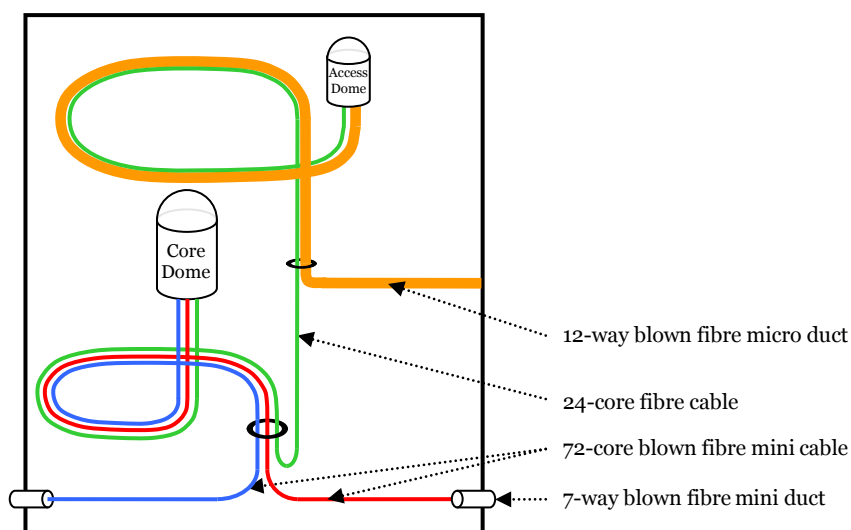 Access
Dome
Core
Dome
12-way blown fibre micro duct
24-core fibre cable
72-core blown fibre mini cable
7-way blown fibre mini duct